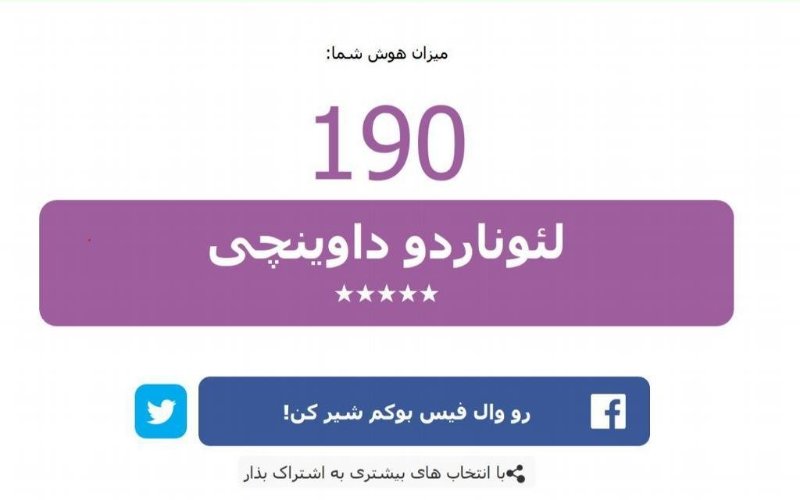 میزان هوش شما:
190
لئوناردو داوینچی
★★★★★
رو وال فیس بوکم شیر کن!
با انتخاب های بیشتری به اشتراک بذار